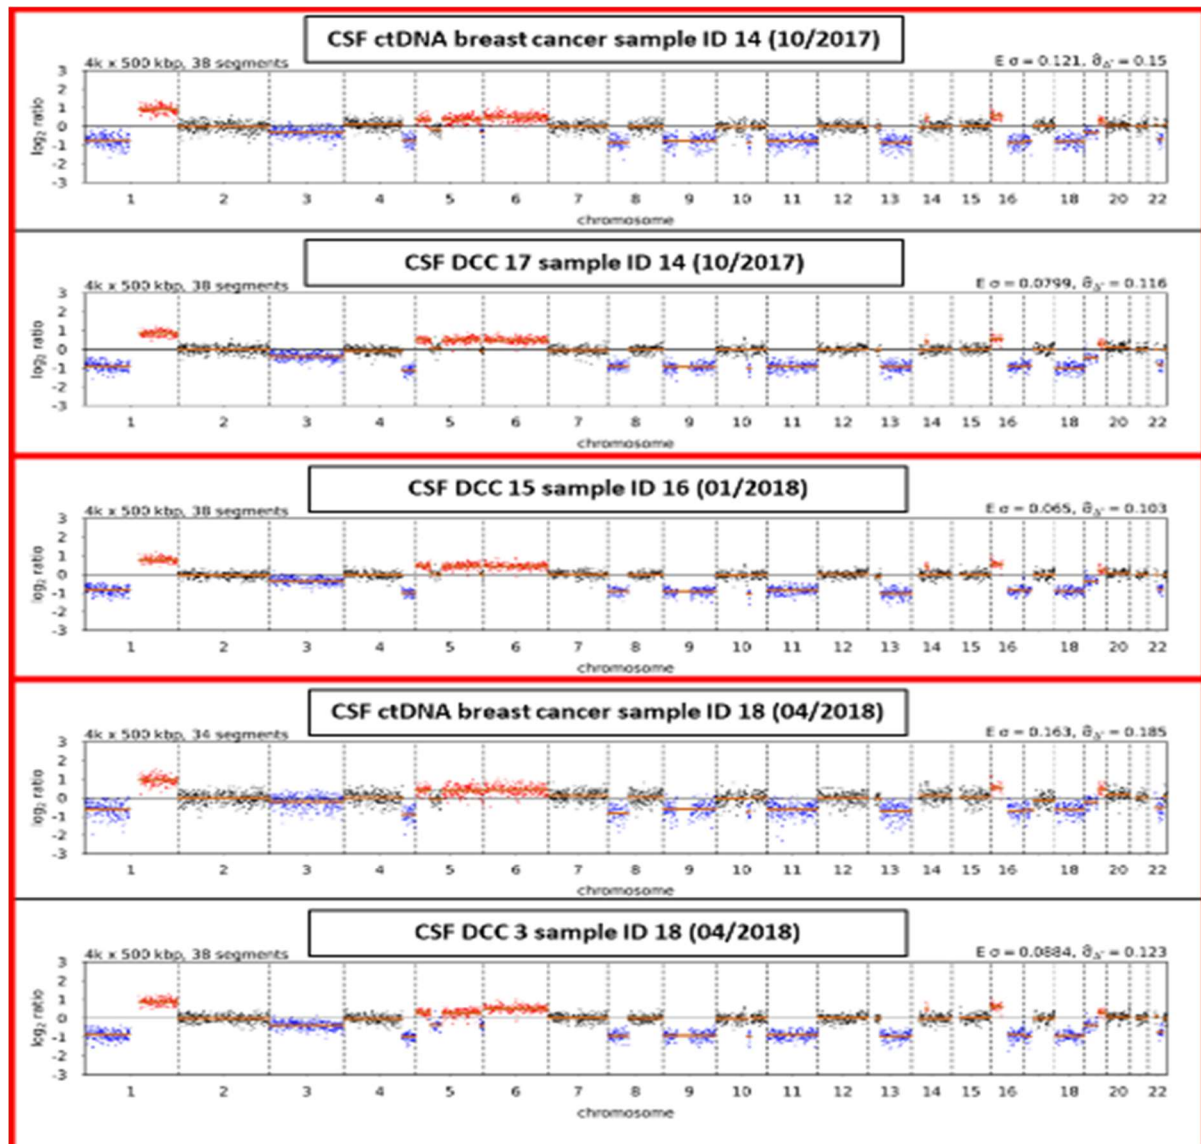 CSF ctDNA breast cancer sample ID 14 (10/2017)
4k x 500 kbp, 38 segments
E σ = 0.121, σ̂Δ* = 0.15
log2 ratio
3
2
1
0
-1
-2
-3
1 2 3 4 5 6 7 8 9 10 11 12 13 14 15 16 18 20 22
chromosome
CSF DCC 17 sample ID 14 (10/2017)
4k x 500 kbp, 38 segments
E σ = 0.0799, σ̂Δ* = 0.116
log2 ratio
3
2
1
0
-1
-2
-3
1 2 3 4 5 6 7 8 9 10 11 12 13 14 15 16 18 20 22
chromosome
CSF DCC 15 sample ID 16 (01/2018)
4k x 500 kbp, 38 segments
E σ = 0.065, σ̂Δ* = 0.103
log2 ratio
3
2
1
0
-1
-2
-3
1 2 3 4 5 6 7 8 9 10 11 12 13 14 15 16 18 20 22
chromosome
CSF ctDNA breast cancer sample ID 18 (04/2018)
4k x 500 kbp, 34 segments
E σ = 0.163, σ̂Δ* = 0.185
log2 ratio
3
2
1
0
-1
-2
-3
1 2 3 4 5 6 7 8 9 10 11 12 13 14 15 16 18 20 22
chromosome
CSF DCC 3 sample ID 18 (04/2018)
4k x 500 kbp, 38 segments
E σ = 0.0884, σ̂Δ* = 0.123
log2 ratio
3
2
1
0
-1
-2
-3
1 2 3 4 5 6 7 8 9 10 11 12 13 14 15 16 18 20 22
chromosome